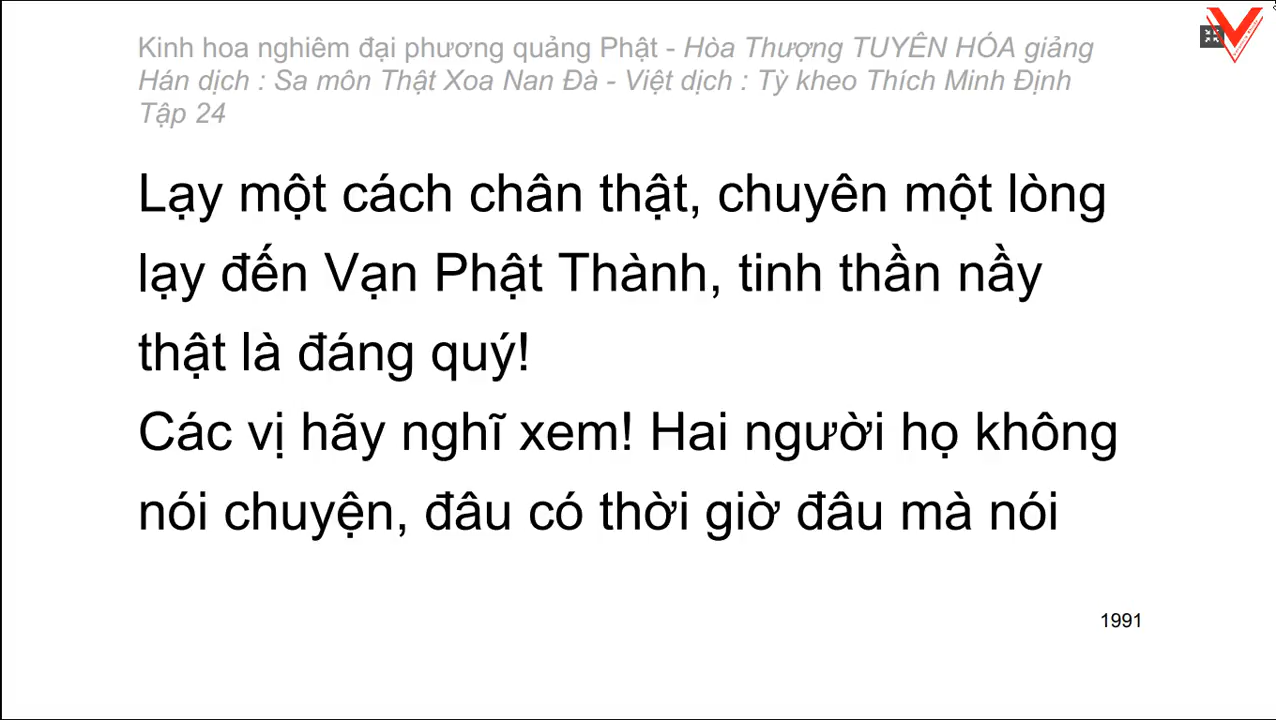 Kinh hoa nghiêm đại phương quảng Phật - Hòa Thượng TUYÊN HÓA giảng
Hán dịch : Sa môn Thật Xoa Nan Đà - Việt dịch : Tỳ kheo Thích Minh Định
Tập 24
Lạy một cách chân thật, chuyên một lòng
lạy đến Vạn Phật Thành, tinh thần nầy
thật là đáng quý!
Các vị hãy nghĩ xem! Hai người họ không
nói chuyện, đâu có thời giờ đâu mà nói
1991